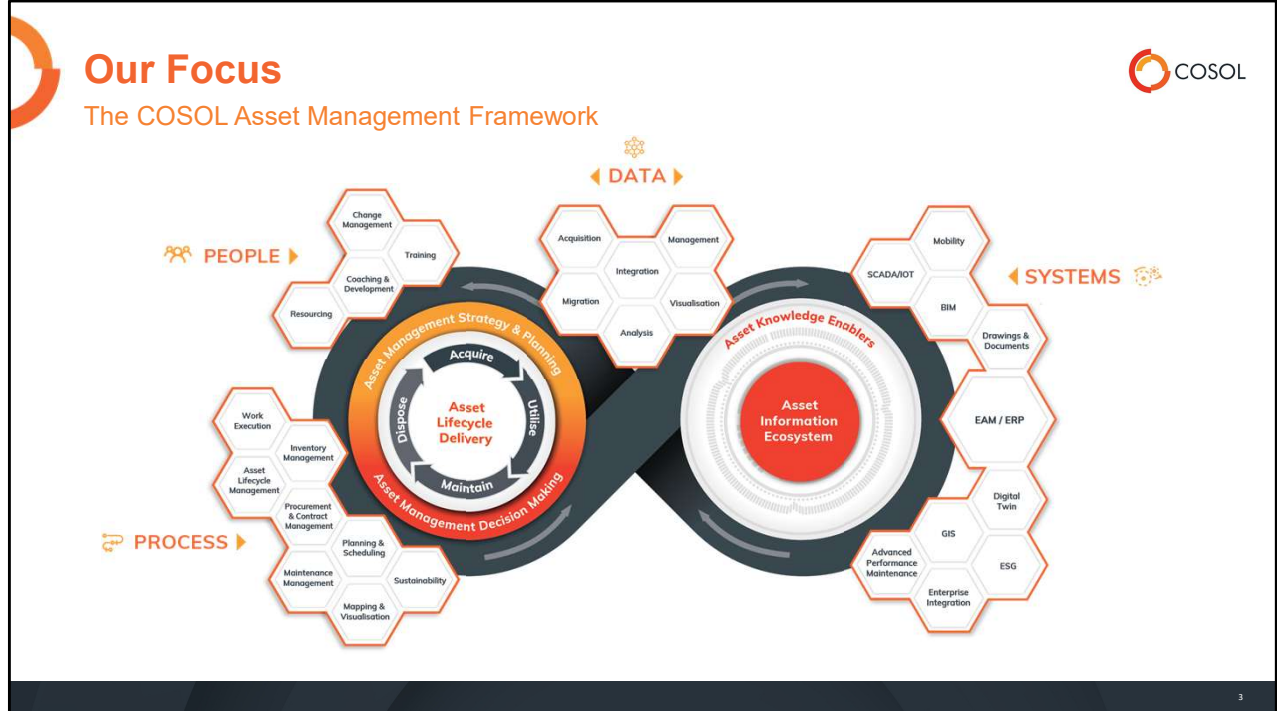 Our Focus
The COSOL Asset Management Framework
COSOL
DATA
PEOPLE
Change
Management
Training
Coaching &
Development
Resourcing
Acquisition
Management
Integration
Migration
Visualisation
Analysis
SYSTEMS
Mobility
SCADA/IOT
BIM
Drawings &
Documents
EAM / ERP
Digital
Twin
GIS
ESG
Advanced
Performance
Maintenance
Enterprise
Integration
Asset Management Strategy & Planning
Acquire
Utilise
Maintain
Dispose
Asset
Lifecycle
Delivery
Asset Management Decision Making
Asset Knowledge Enablers
Asset
Information
Ecosystem
PROCESS
Work
Execution
Inventory
Management
Asset
Lifecycle
Management
Procurement
& Contract
Management
Planning &
Scheduling
Maintenance
Management
Sustainability
Mapping &
Visualisation
3